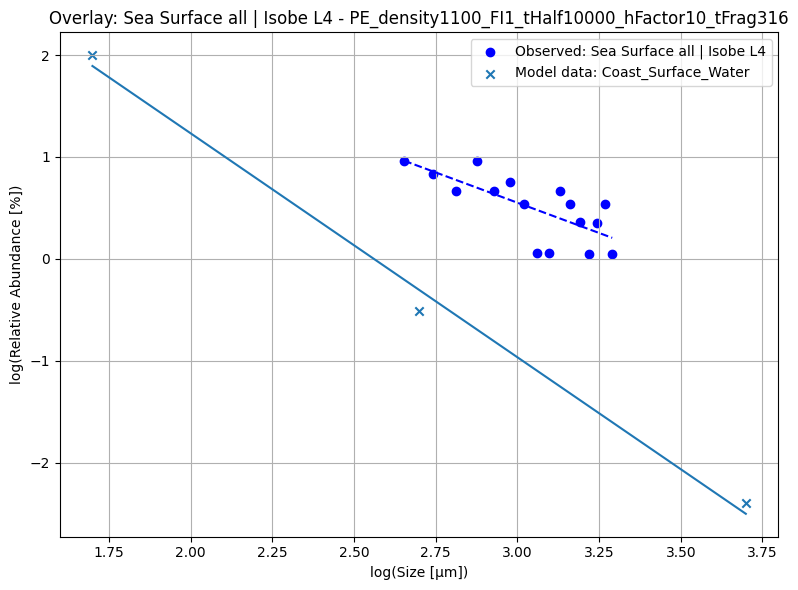 Overlay: Sea Surface all | Isobe L4 - PE_density1100_FI1_tHalf10000_hFactor10_tFrag316
Observed: Sea Surface all | Isobe L4
Model data: Coast_Surface_Water
log(Relative Abundance [%])
2
1
0
−1
−2
1.75
2.00
2.25
2.50
2.75
3.00
3.25
3.50
3.75
log(Size [μm])